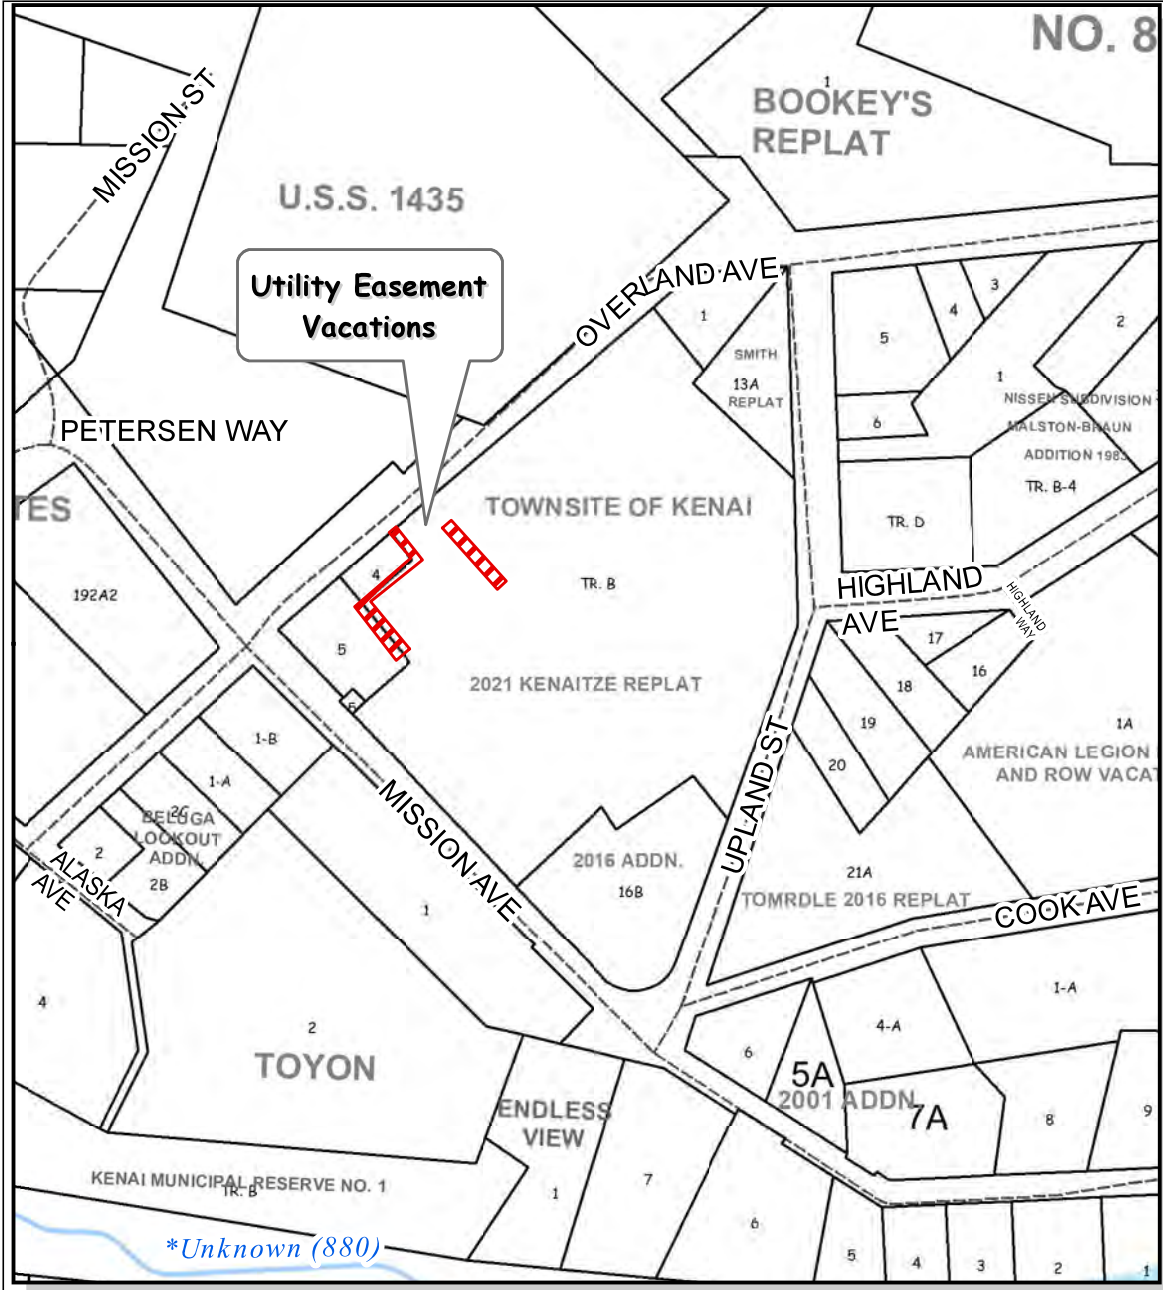 NO. 8
MISSION ST
1
BOOKEY'S
REPLAT
U.S.S. 1435
Utility Easement
Vacations
OVERLAND AVE
1
3
4
5
2
SMITH
13A
REPLAT
1
NISSEN SUBDIVISION
MALSTON-BRAUN
ADDITION 1983
TR. B-4
6
PETERSEN WAY
TES
TOWNSITE OF KENAI
TR. D
4
TR. B
192A2
HIGHLAND
AVE
HIGHLAND
WAY
5
17
16
18
2021 KENAITZE REPLAT
6
19
1A
1-B
AMERICAN LEGION
AND ROW VACAT
20
1-A
MISSION AVE
UPLAND ST
2C
BELUGA
LOOKOUT
ADDN.
2
2B
ALASKA
AVE
2016 ADDN.
16B
21A
TOMRDLE 2016 REPLAT
COOK AVE
1
4
1-A
4-A
2
TOYON
6
5A
2001 ADDN.
7A
8
9
ENDLESS
VIEW
KENAI MUNICIPAL RESERVE NO. 1
TR. B
1
7
6
*Unknown (880)
5
4
3
2
1